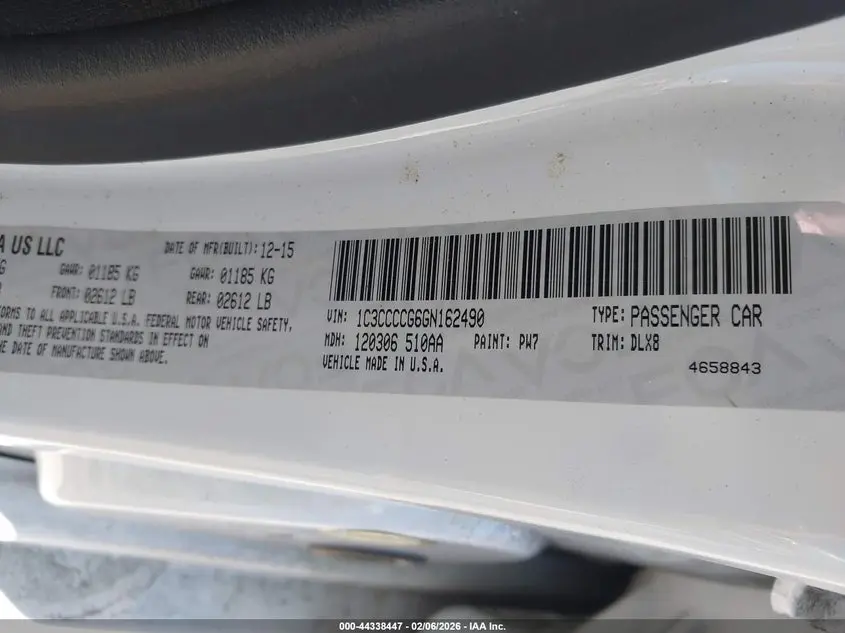 A US LLC
DATE OF MFR(BUILT): 12-15
G GAWR: 01185 KG GAWR: 01185 KG
FRONT: 02612 LB REAR: 02612 LB
FORMS TO ALL APPLICABLE U.S.A. FEDERAL MOTOR VEHICLE SAFETY,
ND THEFT PREVENTION STANDARDS IN EFFECT ON
HE DATE OF MANUFACTURE SHOWN ABOVE.
VIN: 1C3CCCCG6GN162490 TYPE: PASSENGER CAR
MDH: 120306 510AA PAINT: PW7 TRIM: DLX8
VEHICLE MADE IN U.S.A. 4658843
000-44338447 - 02/06/2026 - IAA Inc.